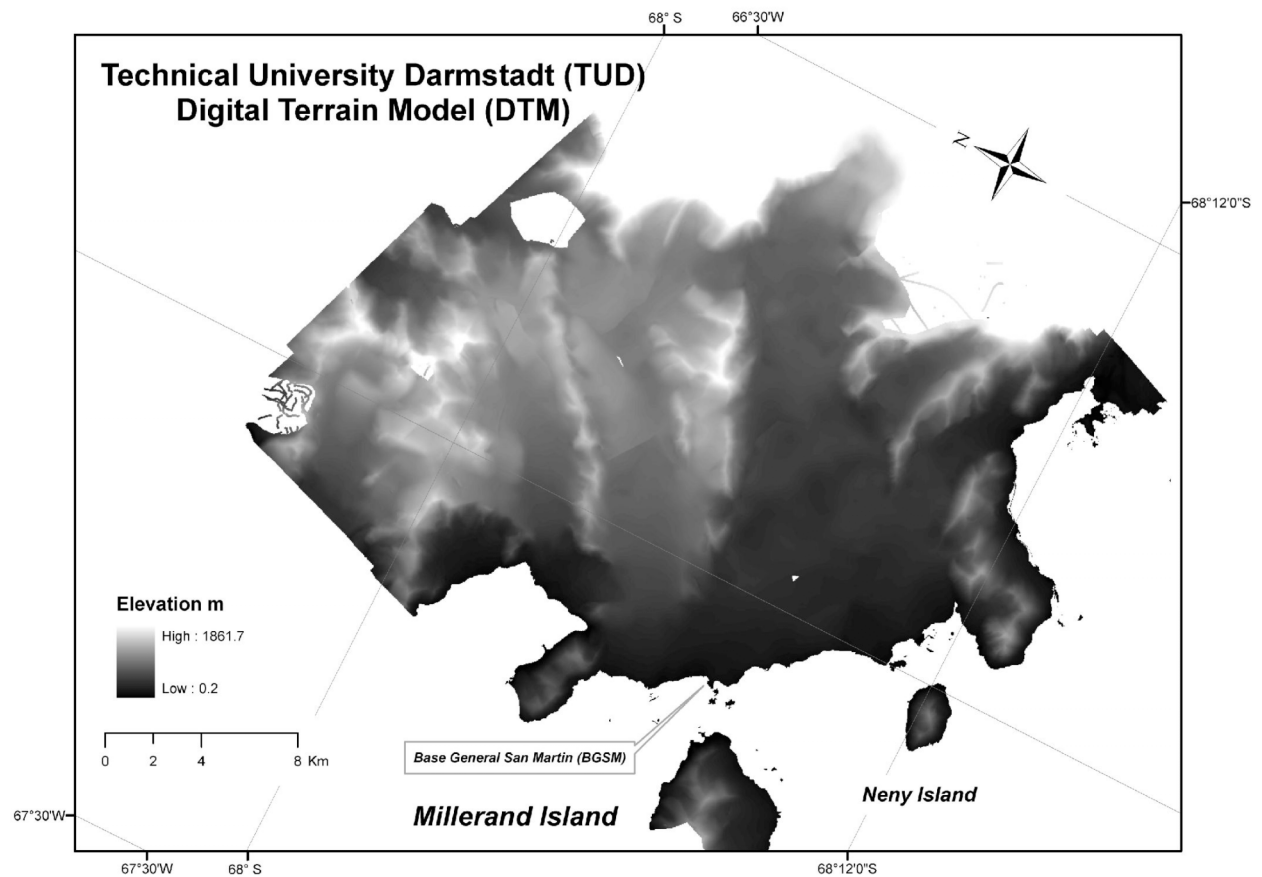 68° S
66°30'W
Technical University Darmstadt (TUD)
Digital Terrain Model (DTM)
N
68°12'0"S
Elevation m
High : 1861.7
Low : 0.2
0 2 4 8 Km
Base General San Martin (BGSM)
Millerand Island
Neny Island
67°30'W
67°30'W
68° S
68°12'0"S